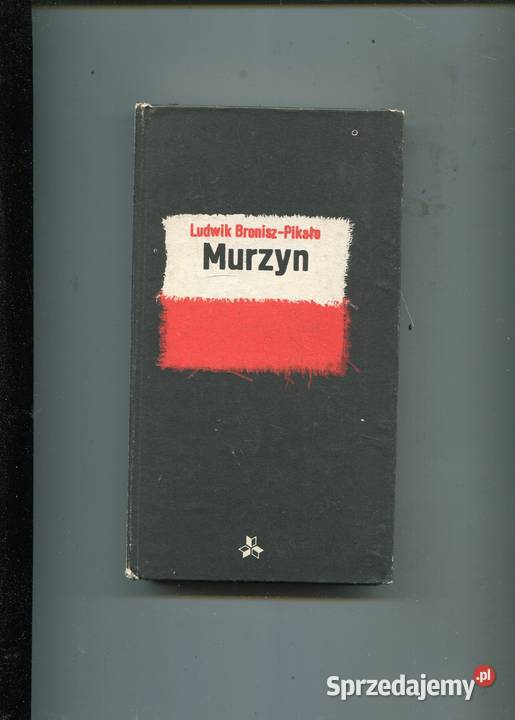 Ludwik Bronisz-Pikało
Murzyn
Sprzedajemy.pl